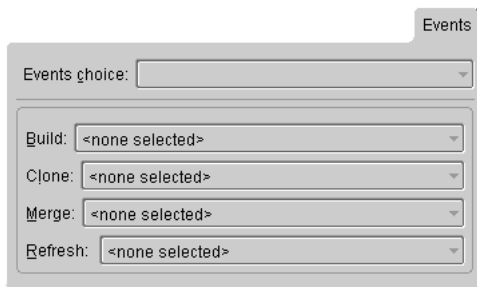 Events
Events choice:
Build: <none selected>
Clone: <none selected>
Merge: <none selected>
Refresh: <none selected>